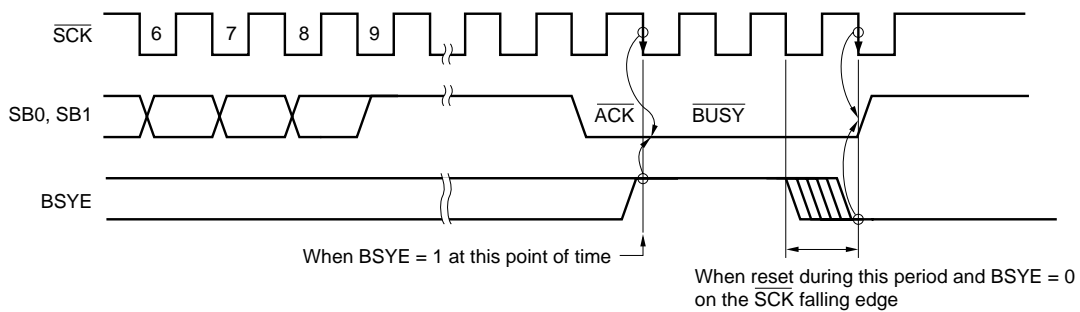 SCK 6 7 8 9
SB0, SB1 ACK BUSY
BSYE
When BSYE = 1 at this point of time
When reset during this period and BSYE = 0
on the SCK falling edge